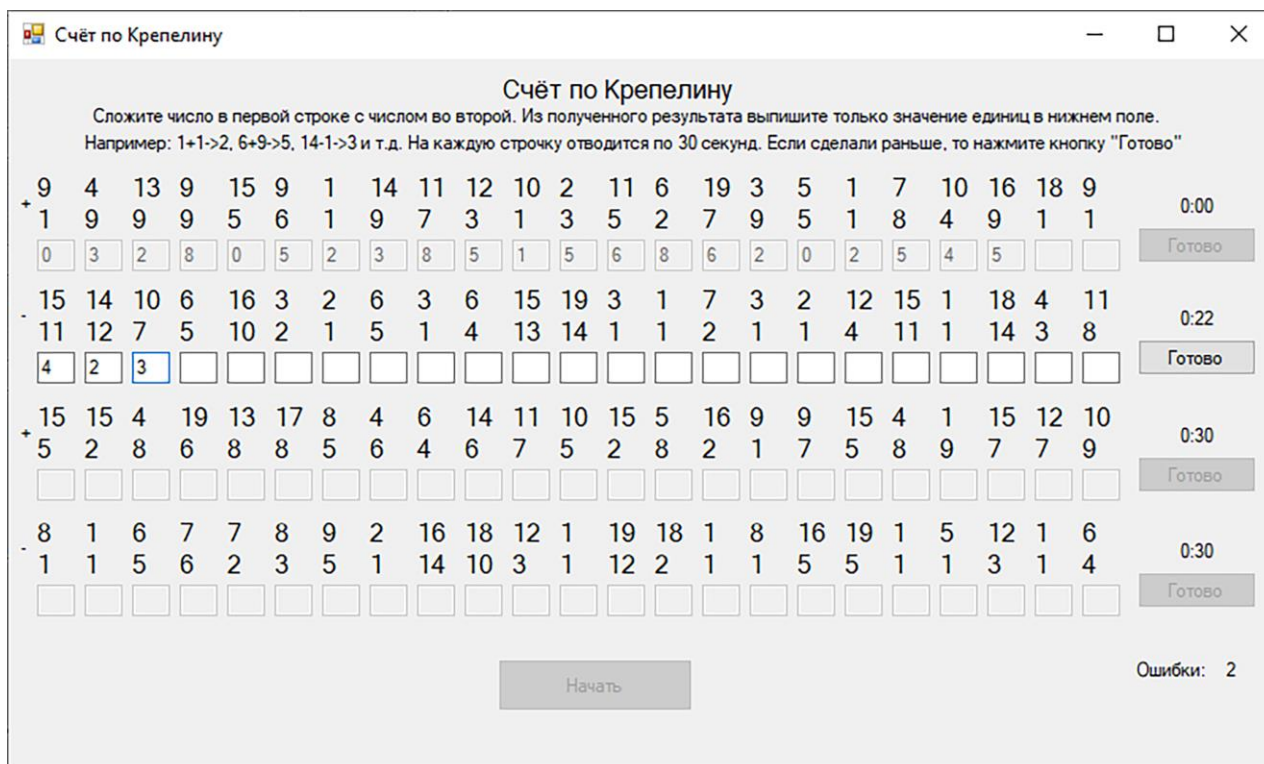 Счёт по Крепелину
Счёт по Крепелину
Сложите число в первой строке с числом во второй. Из полученного результата выпишите только значение единиц в нижнем поле.
Например: 1+1->2, 6+9->5, 14-1->3 и т.д. На каждую строчку отводится по 30 секунд. Если сделали раньше, то нажмите кнопку "Готово"
+ 9 4 13 9 15 9 1 14 11 12 10 2 11 6 19 3 5 1 7 10 16 18 9
1 9 9 9 5 6 1 9 7 3 1 3 5 2 7 9 5 1 8 4 9 1 1
0:00
0 3 2 8 0 5 2 3 8 5 1 5 6 8 6 2 0 2 5 4 5
Готово
- 15 14 10 6 16 3 2 6 3 6 15 19 3 1 7 3 2 12 15 1 18 4 11
11 12 7 5 10 2 1 5 1 4 13 14 1 1 2 1 1 4 11 1 14 3 8
0:22
4 2 3
Готово
+ 15 15 4 19 13 17 8 4 6 14 11 10 15 5 16 9 9 15 4 1 15 12 10
5 2 8 6 8 8 5 6 4 6 7 5 2 8 2 1 7 5 8 9 7 7 9
0:30
Готово
- 8 1 6 7 7 8 9 2 16 18 12 1 19 18 1 8 16 19 1 5 12 1 6
1 1 5 6 2 3 5 1 14 10 3 1 12 2 1 1 5 5 1 1 3 1 4
0:30
Готово
Начать
Ошибки: 2